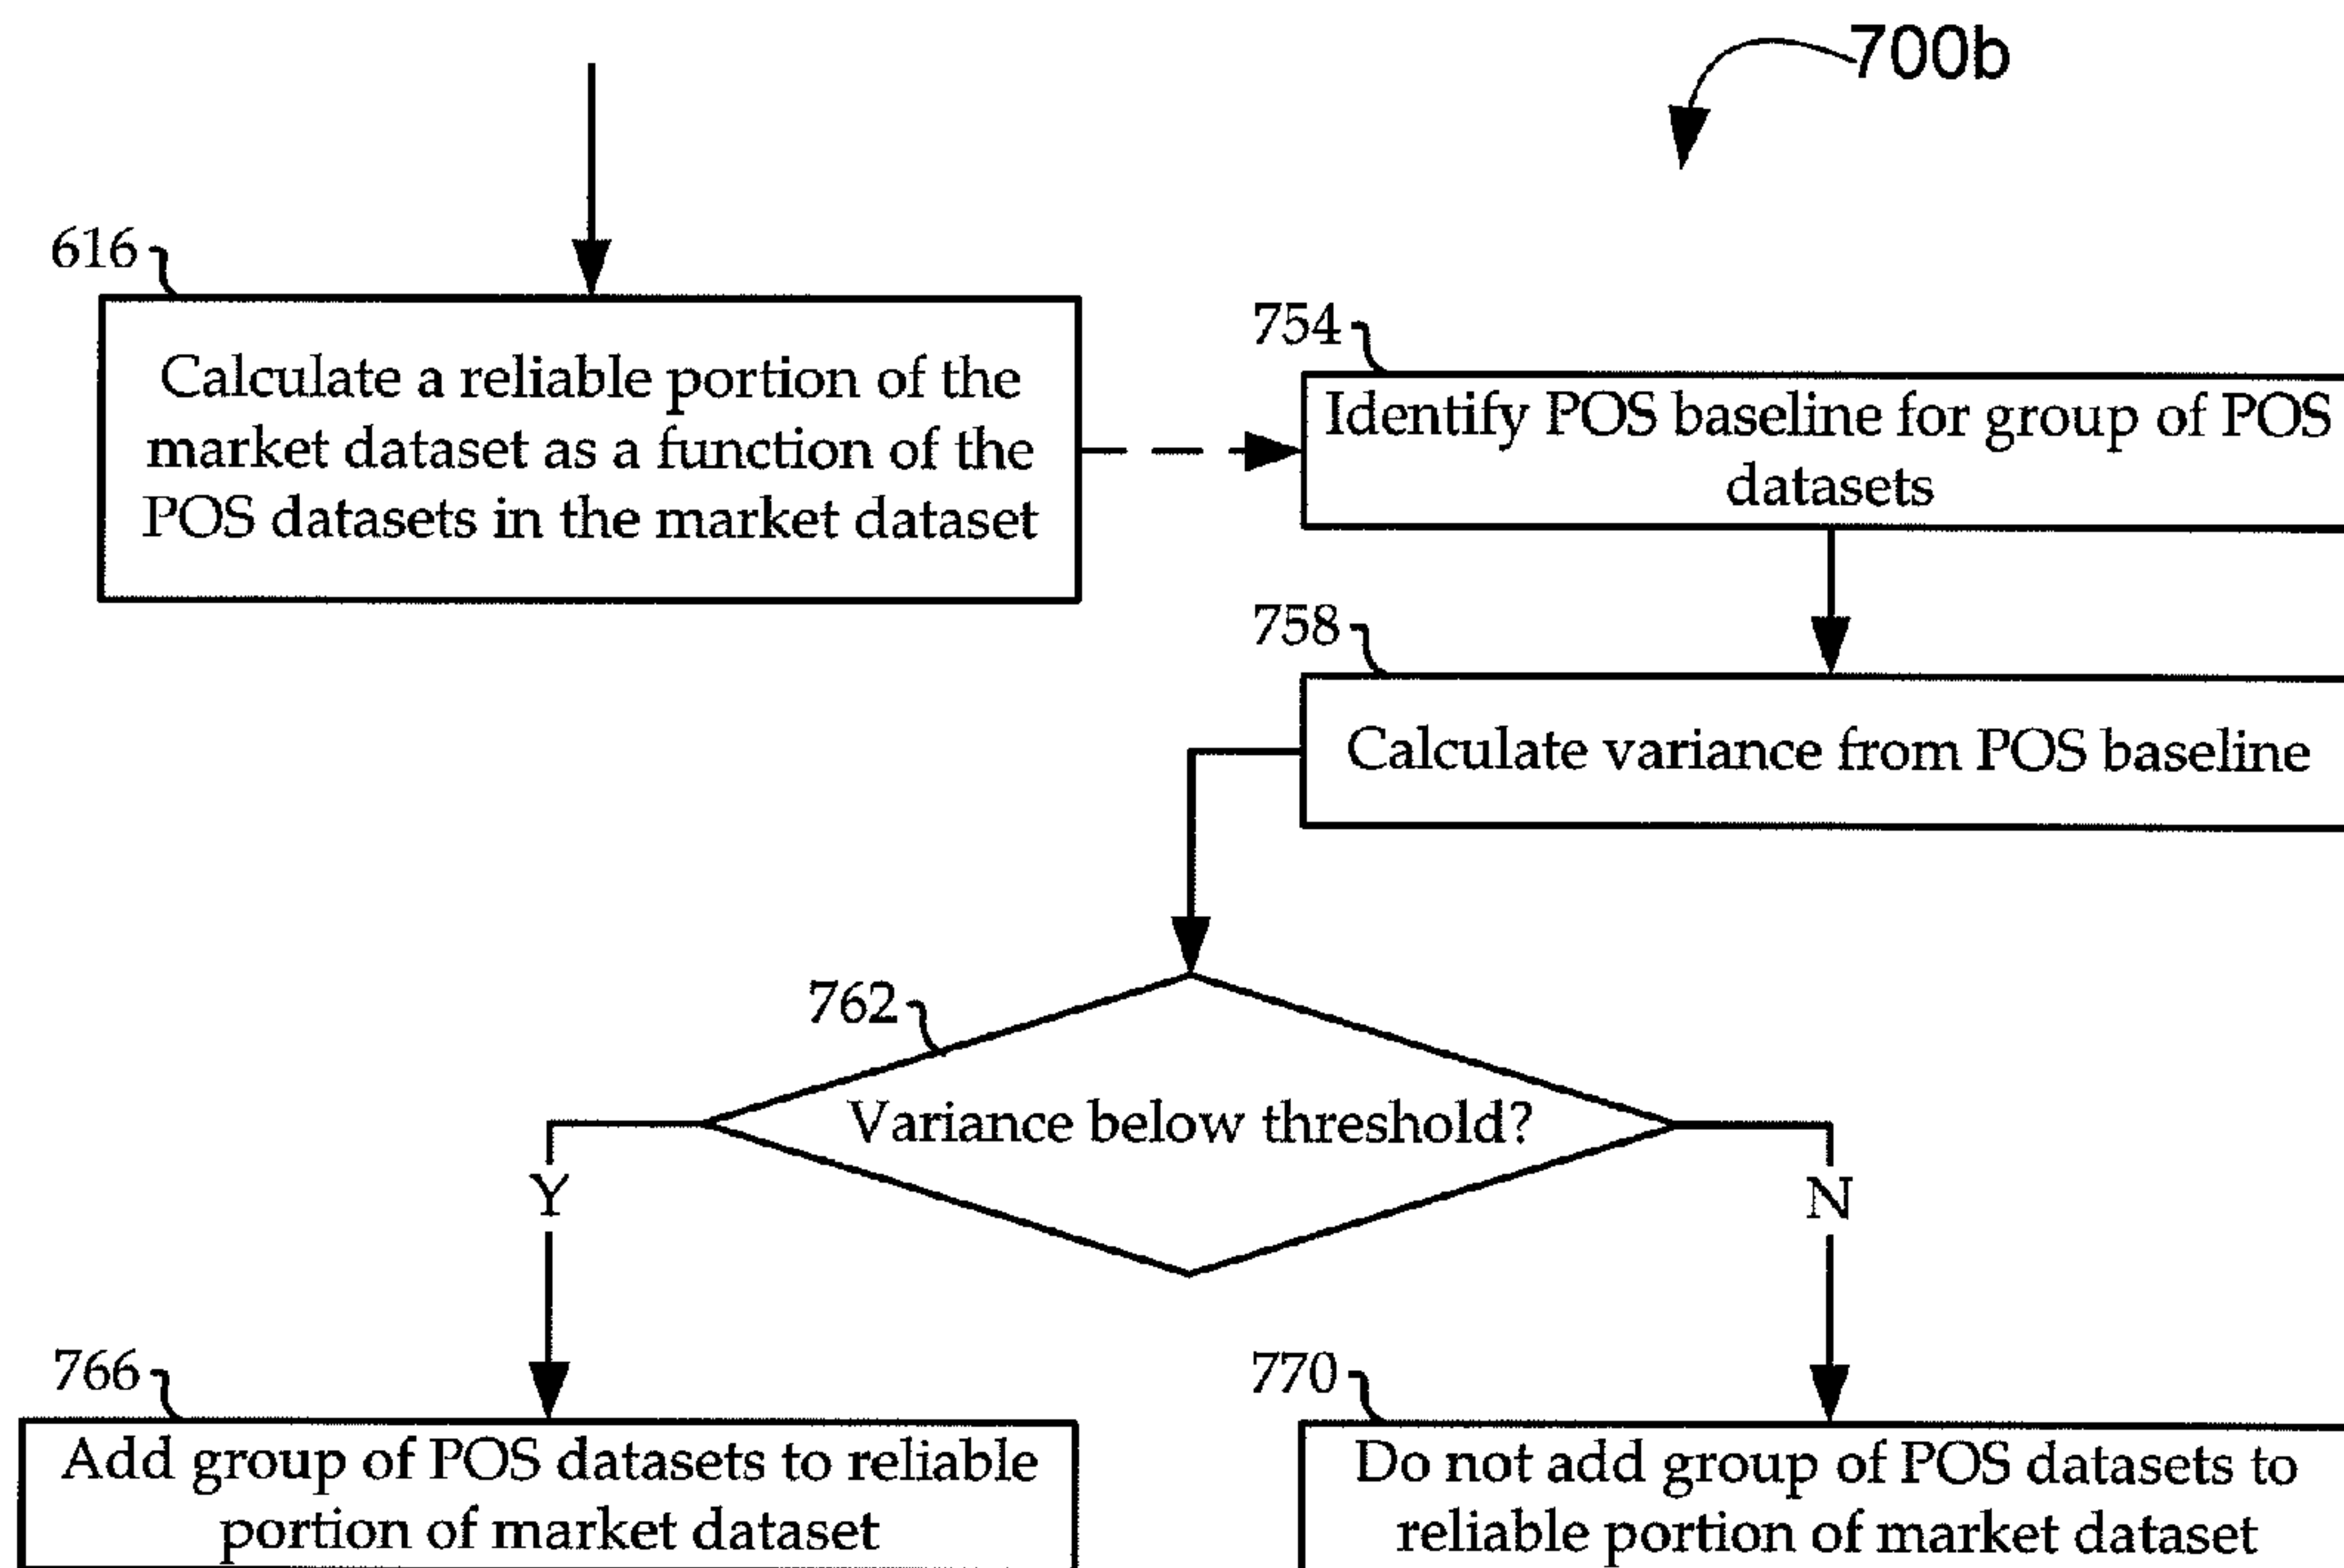 700b
616
Calculate a reliable portion of the
market dataset as a function of the
POS datasets in the market dataset
754
Identify POS baseline for group of POS
datasets
758
Calculate variance from POS baseline
762
Variance below threshold?
Y
N
766
Add group of POS datasets to reliable
portion of market dataset
770
Do not add group of POS datasets to
reliable portion of market dataset